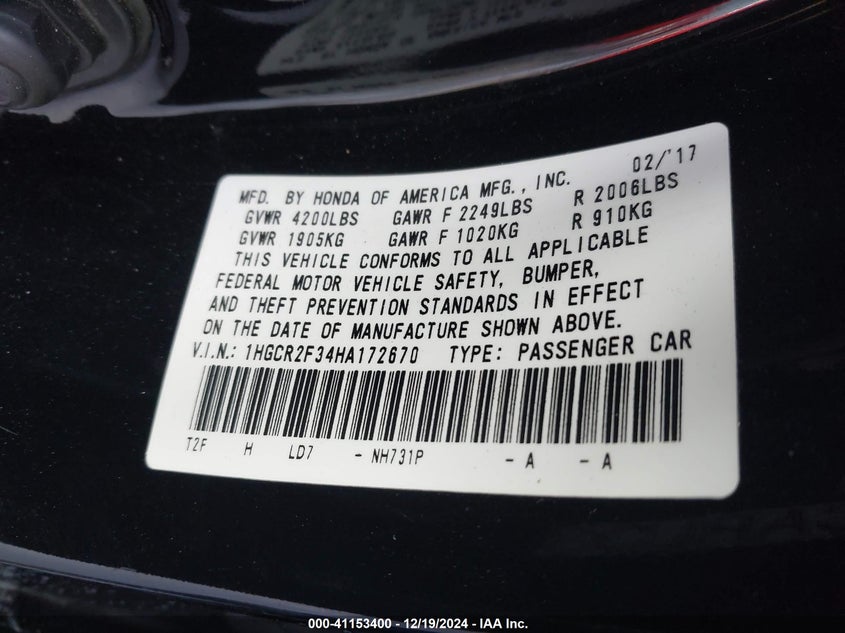 MFD. BY HONDA OF AMERICA MFG., INC. 02/'17
GVWR 4200LBS GAWR F 2249LBS R 2006LBS
GVWR 1905KG GAWR F 1020KG R 910KG
THIS VEHICLE CONFORMS TO ALL APPLICABLE
FEDERAL MOTOR VEHICLE SAFETY, BUMPER,
AND THEFT PREVENTION STANDARDS IN EFFECT
ON THE DATE OF MANUFACTURE SHOWN ABOVE.
V.I.N.: 1HGCR2F34HA172670 TYPE: PASSENGER CAR
T2F H LD7 - NH731P - A - A
000-41153400 - 12/19/2024 - IAA Inc.